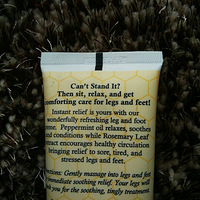 Can't Stand It?
Then sit, relax, and get
comforting care for legs and feet!
Instant relief is yours with our
wonderfully refreshing leg and foot
creme. Peppermint oil relaxes, soothes
and conditions while Rosemary Leaf
Extract encourages healthy circulation
bringing relief to sore, tired, and
stressed legs and feet.
Gently massage into legs and feet
immediate soothing relief. Your legs will
you for the soothing, tingly treatment.